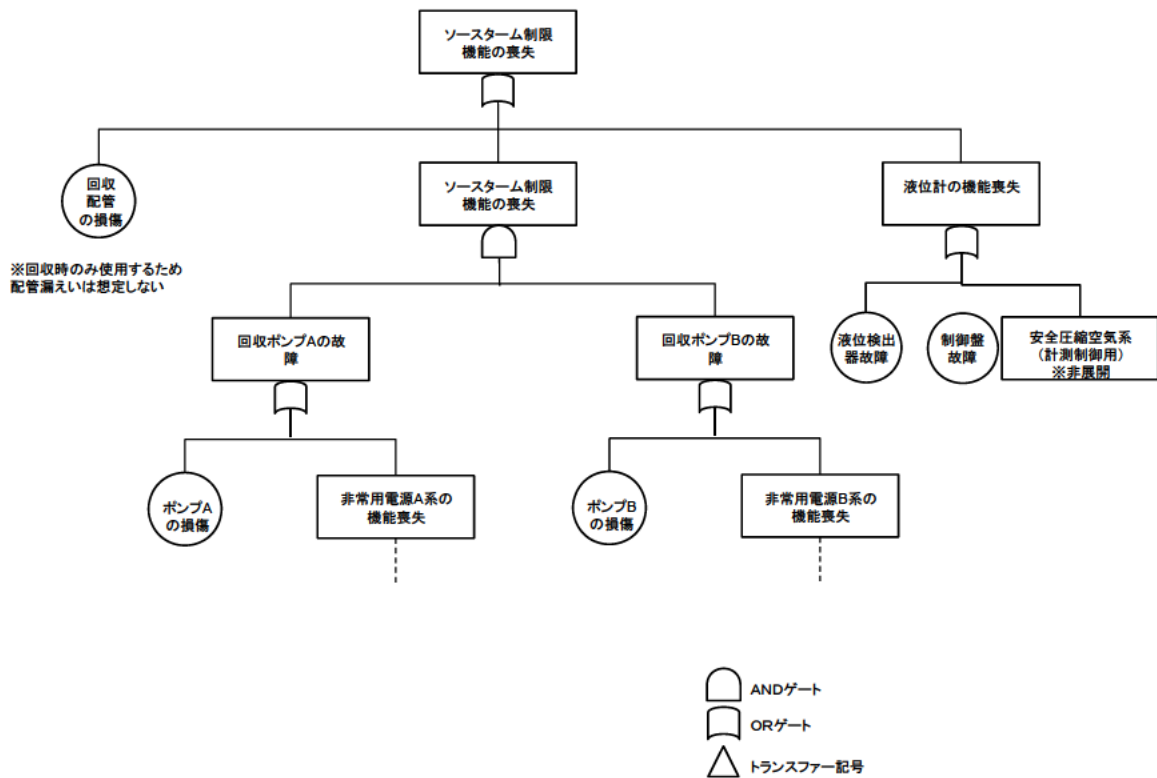 ソースターム制限
機能の喪失
回収
配管
の損傷
ソースターム制限
機能の喪失
液位計の機能喪失
※回収時のみ使用するため
配管漏えいは想定しない
回収ポンプAの故
障
回収ポンプBの故
障
液位検出
器故障
制御盤
故障
安全圧縮空気系
(計測制御用)
※非展開
ポンプA
の損傷
非常用電源A系の
機能喪失
ポンプB
の損傷
非常用電源B系の
機能喪失
ANDゲート
ORゲート
トランスファー記号